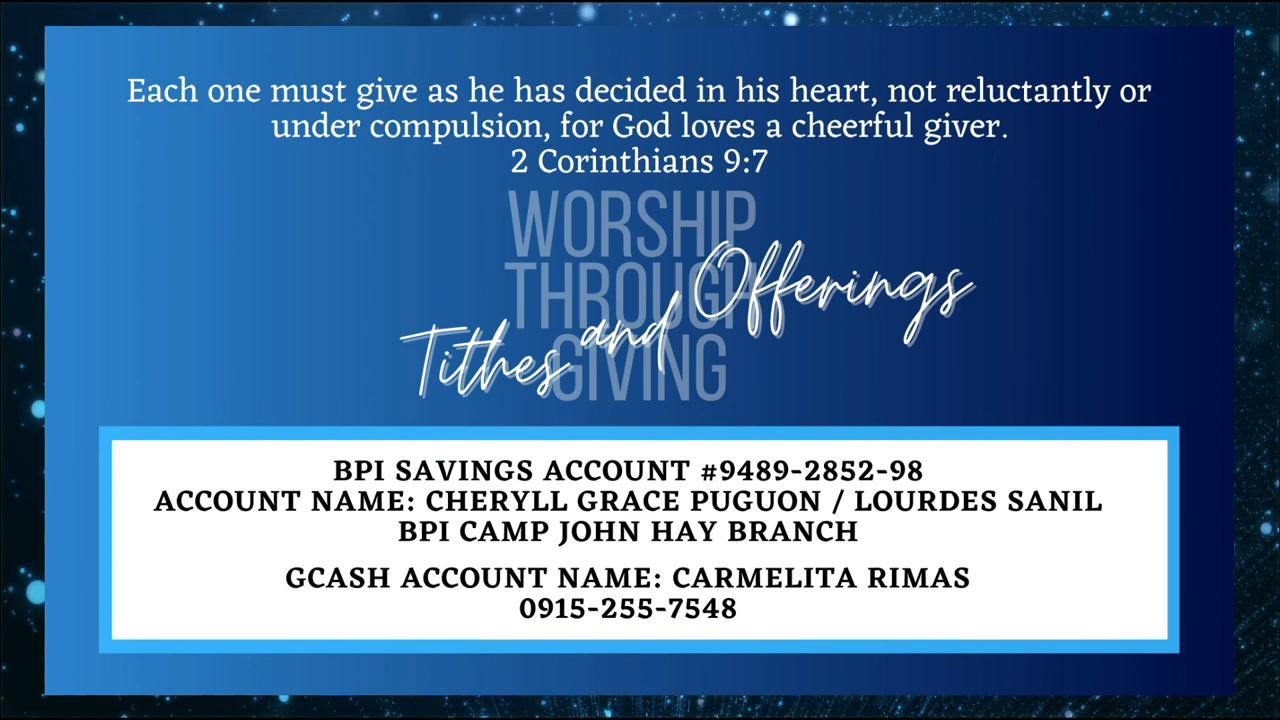 Each one must give as he has decided in his heart, not reluctantly or
under compulsion, for God loves a cheerful giver.
2 Corinthians 9:7
WORSHIP
THROUGH
GIVING
Tithes and Offerings
BPI SAVINGS ACCOUNT #9489-2852-98
ACCOUNT NAME: CHERYLL GRACE PUGUON / LOURDES SANIL
BPI CAMP JOHN HAY BRANCH
GCASH ACCOUNT NAME: CARMELITA RIMAS
0915-255-7548